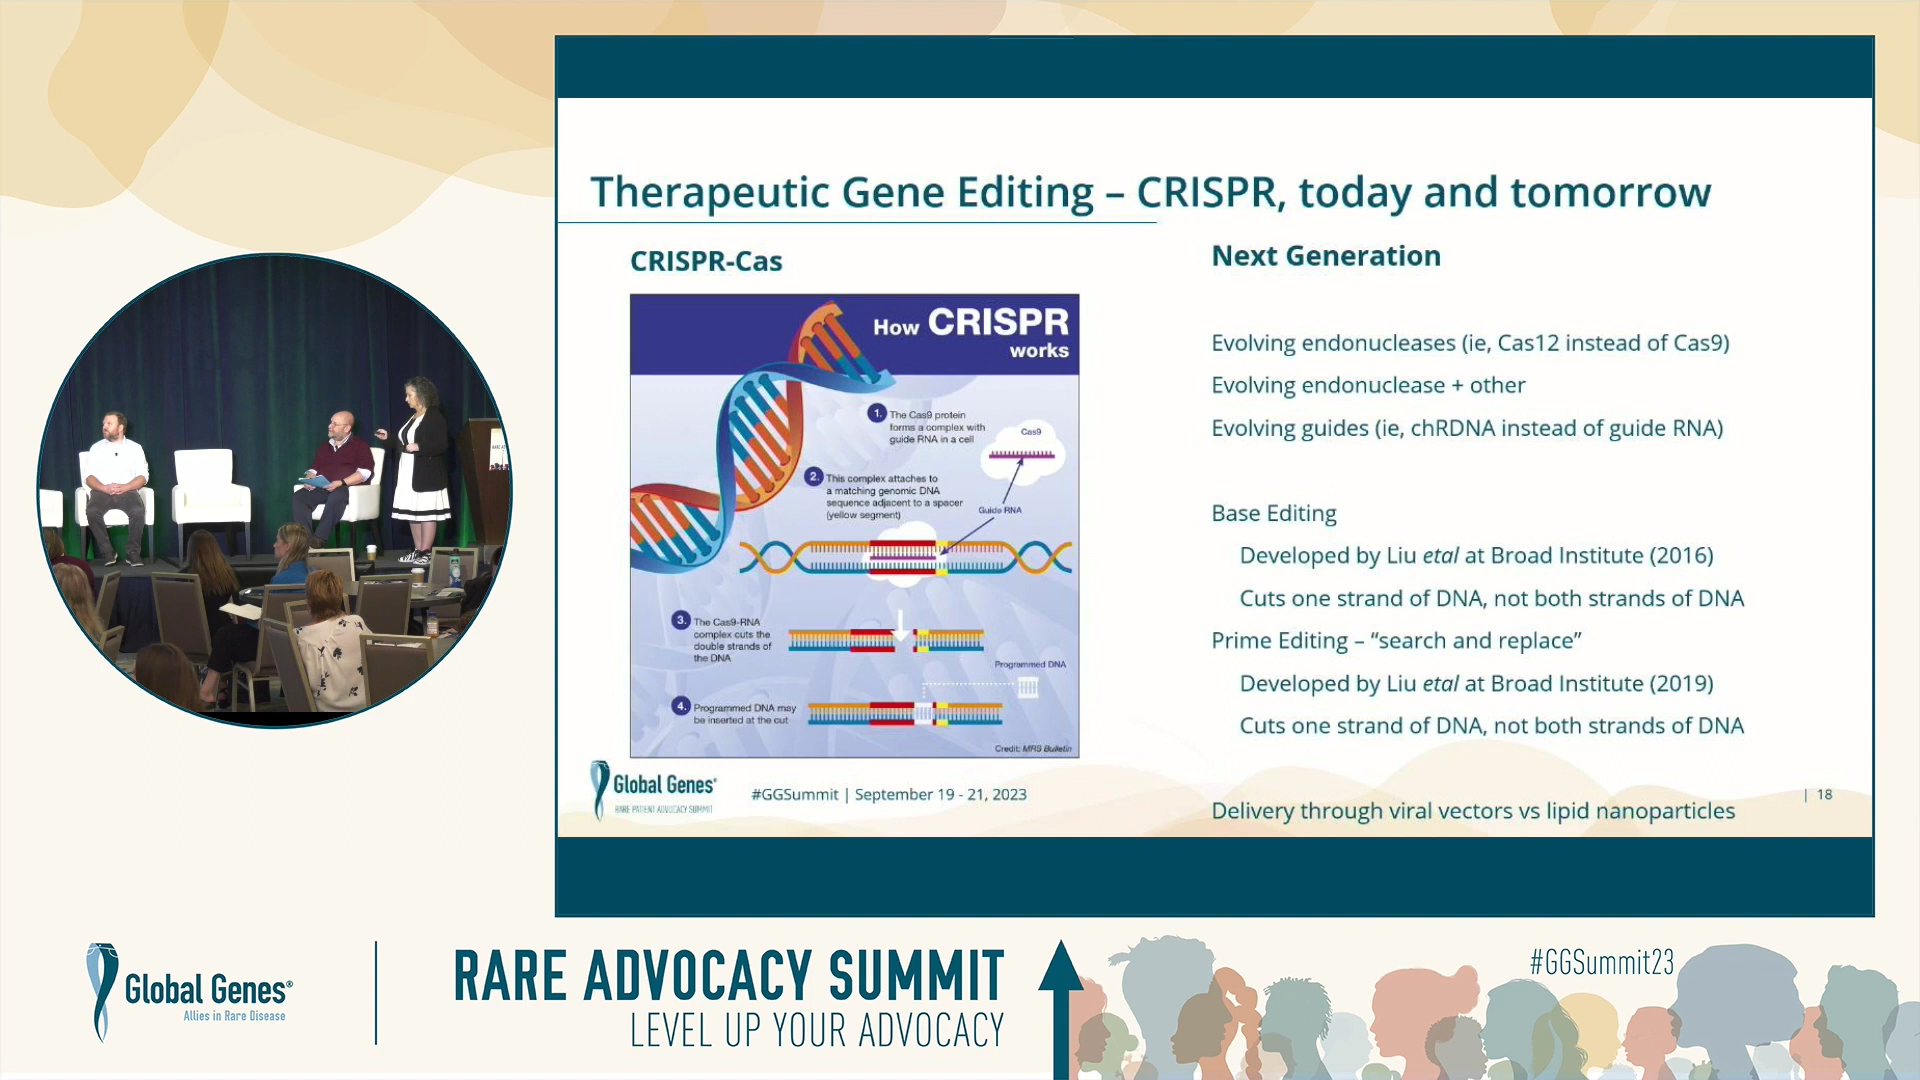 Therapeutic Gene Editing – CRISPR, today and tomorrow
CRISPR-Cas
How CRISPR
works
1. The Cas9 protein
forms a complex with
guide RNA in a cell
Cas9
2. This complex attaches to
a matching genomic DNA
sequence adjacent to a spacer
(yellow segment)
Guide RNA
3. The Cas9-RNA
complex cuts the
double strands of
the DNA
Programmed DNA
4. Programmed DNA may
be inserted at the cut
Credit: MRS Bulletin
Next Generation
Evolving endonucleases (ie, Cas12 instead of Cas9)
Evolving endonuclease + other
Evolving guides (ie, chRDNA instead of guide RNA)
Base Editing
Developed by Liu etal at Broad Institute (2016)
Cuts one strand of DNA, not both strands of DNA
Prime Editing – “search and replace”
Developed by Liu etal at Broad Institute (2019)
Cuts one strand of DNA, not both strands of DNA
Delivery through viral vectors vs lipid nanoparticles
Global Genes®
RARE PATIENT ADVOCACY SUMMIT
#GGSummit | September 19 - 21, 2023
| 18
Global Genes®
Allies in Rare Disease
RARE ADVOCACY SUMMIT
LEVEL UP YOUR ADVOCACY
#GGSummit23